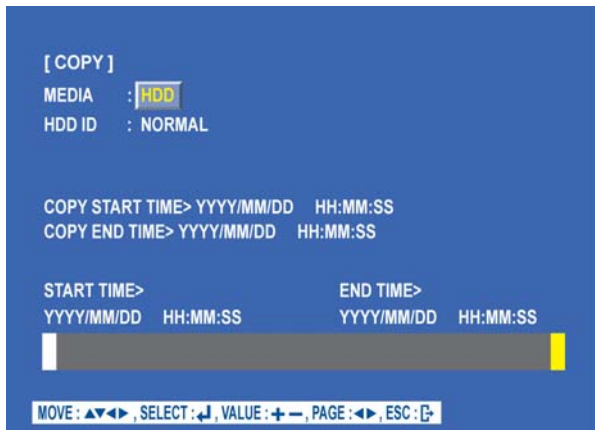 [ COPY ]
MEDIA : HDD
HDD ID : NORMAL
COPY START TIME> YYYY/MM/DD HH:MM:SS
COPY END TIME> YYYY/MM/DD HH:MM:SS
START TIME> END TIME>
YYYY/MM/DD HH:MM:SS YYYY/MM/DD HH:MM:SS
MOVE : ▲▼◀▶ , SELECT : ↵ , VALUE : + − , PAGE : ◀▶ , ESC : [→